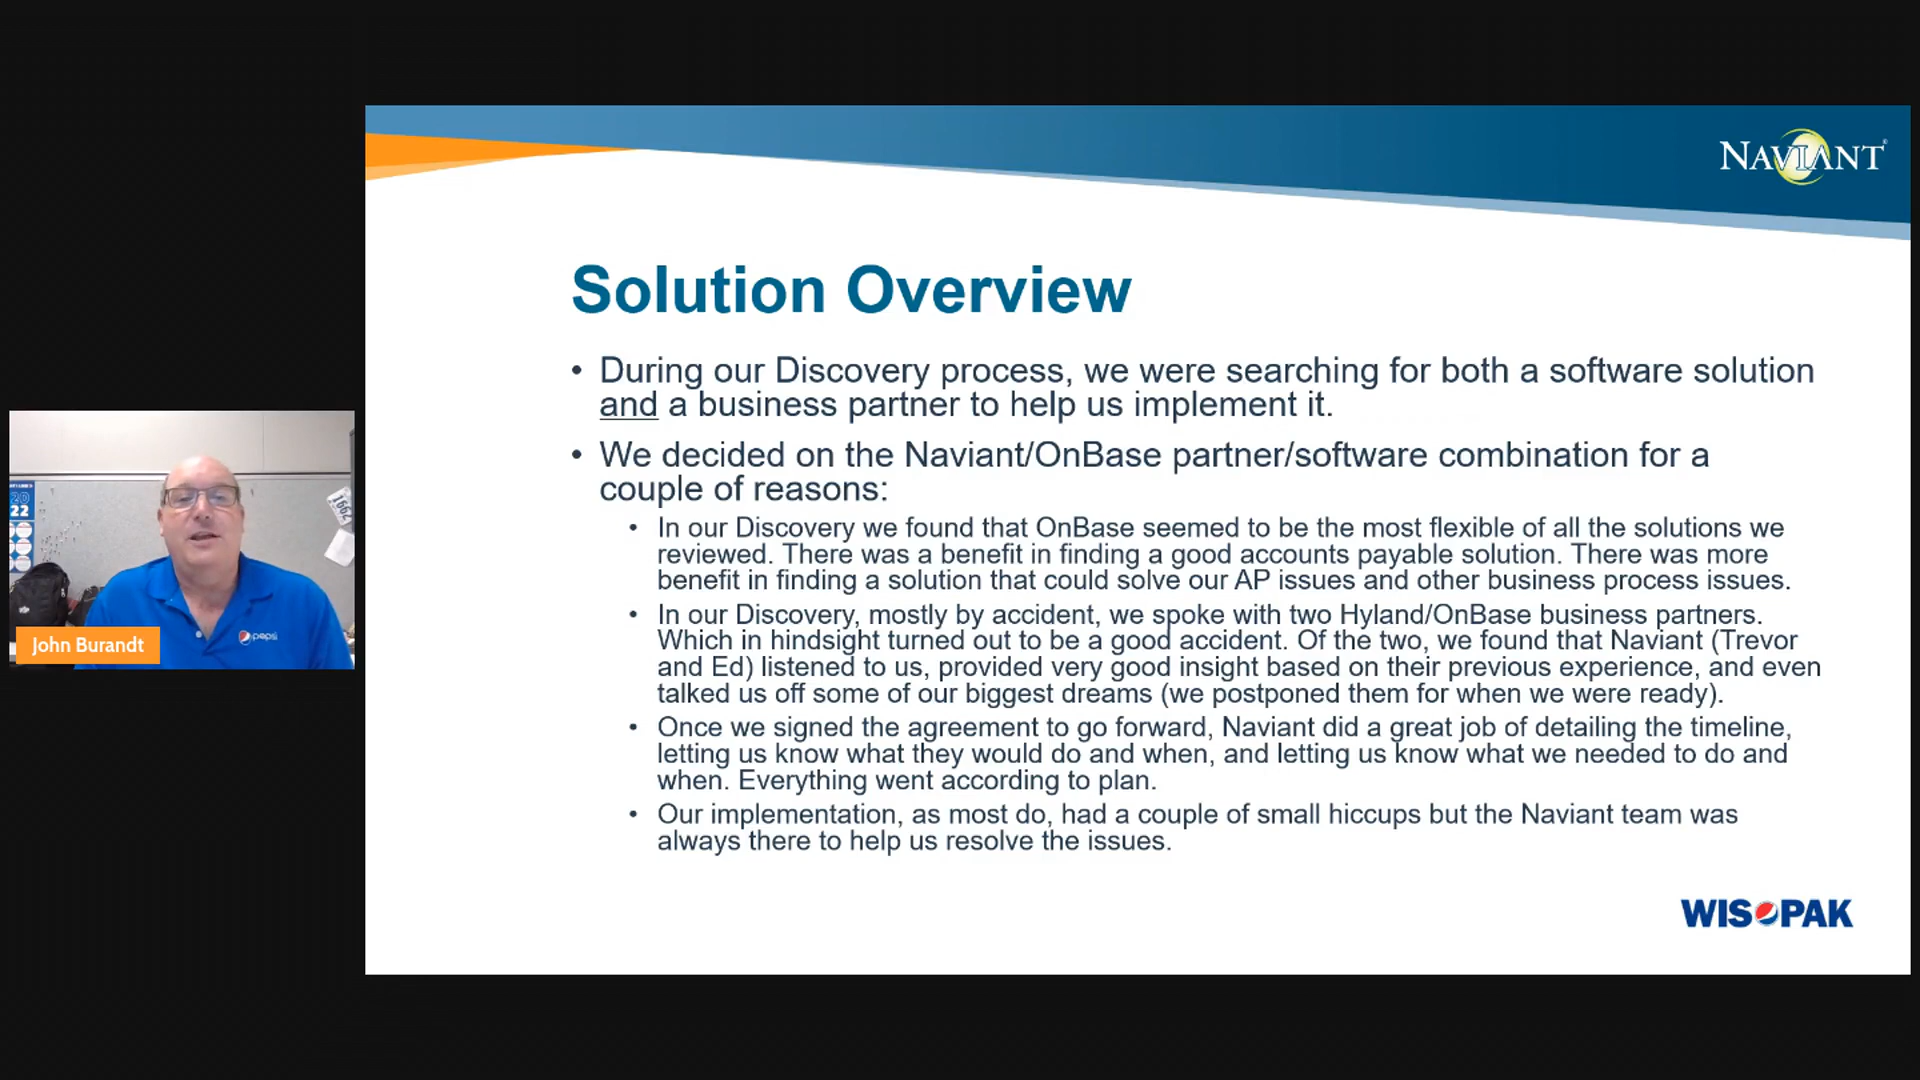 NAVIANT
Solution Overview
• During our Discovery process, we were searching for both a software solution
and a business partner to help us implement it.
• We decided on the Naviant/OnBase partner/software combination for a
couple of reasons:
• In our Discovery we found that OnBase seemed to be the most flexible of all the solutions we
reviewed. There was a benefit in finding a good accounts payable solution. There was more
benefit in finding a solution that could solve our AP issues and other business process issues.
• In our Discovery, mostly by accident, we spoke with two Hyland/OnBase business partners.
Which in hindsight turned out to be a good accident. Of the two, we found that Naviant (Trevor
and Ed) listened to us, provided very good insight based on their previous experience, and even
talked us off some of our biggest dreams (we postponed them for when we were ready).
• Once we signed the agreement to go forward, Naviant did a great job of detailing the timeline,
letting us know what they would do and when, and letting us know what we needed to do and
when. Everything went according to plan.
• Our implementation, as most do, had a couple of small hiccups but the Naviant team was
always there to help us resolve the issues.
WISOPAK
20
22
1662
pepsi
John Burandt